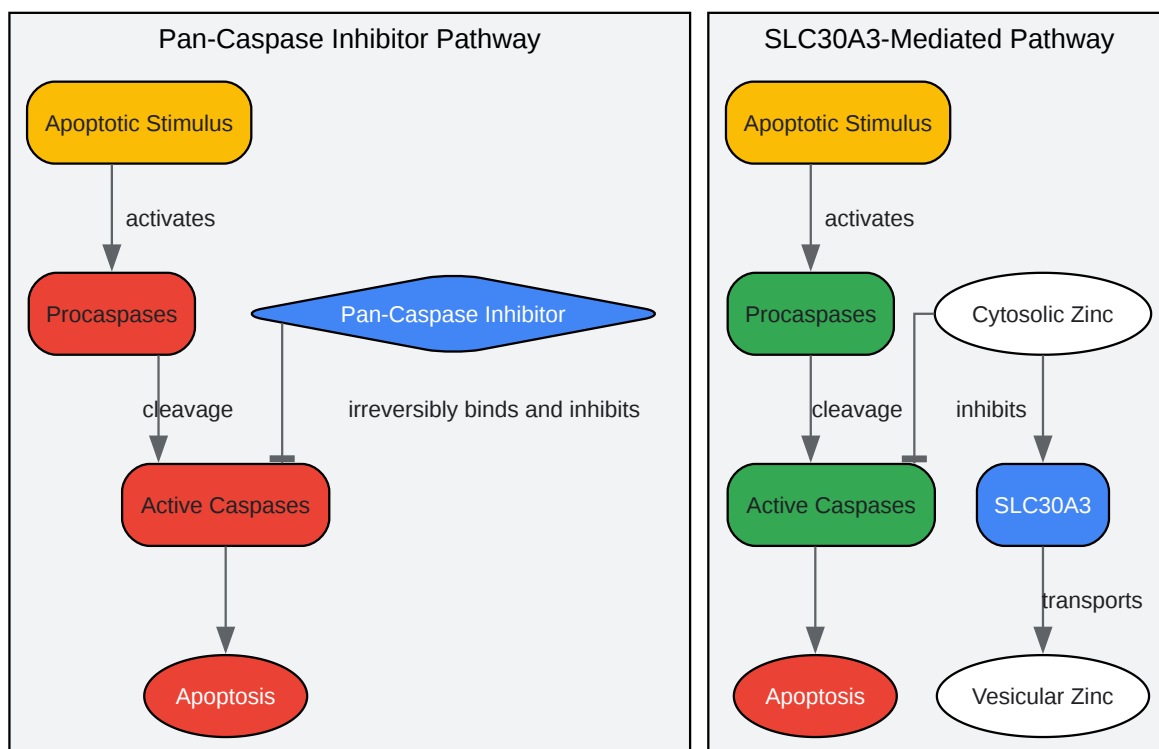 Pan-Caspase Inhibitor Pathway
Apoptotic Stimulus
activates
Procaspases
Pan-Caspase Inhibitor
cleavage
irreversibly binds and inhibits
Active Caspases
Apoptosis
SLC30A3-Mediated Pathway
Apoptotic Stimulus
activates
Procaspases
Cytosolic Zinc
cleavage
inhibits
Active Caspases
SLC30A3
transports
Apoptosis
Vesicular Zinc